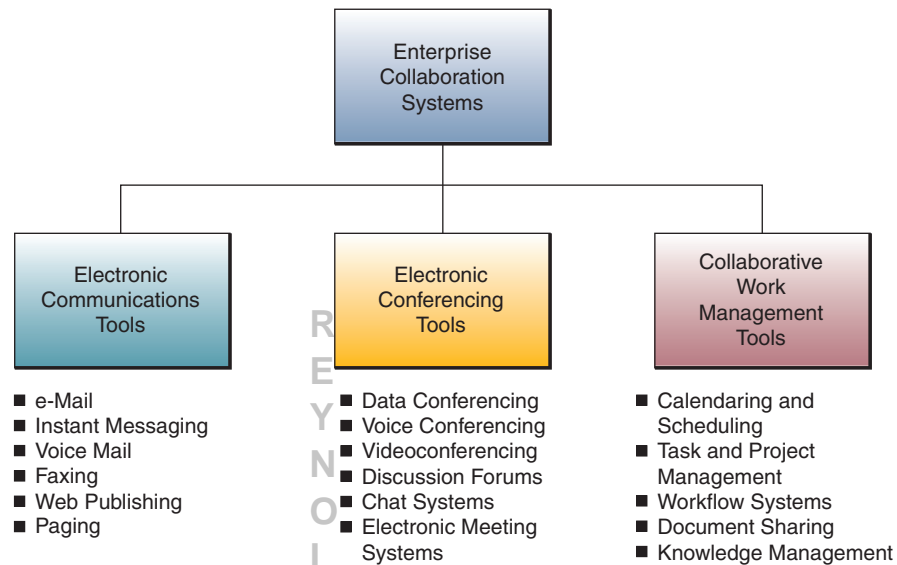 Enterprise
Collaboration
Systems
Electronic
Communications
Tools
Electronic
Conferencing
Tools
Collaborative
Work
Management
Tools
■ e-Mail
■ Instant Messaging
■ Voice Mail
■ Faxing
■ Web Publishing
■ Paging
■ Data Conferencing
■ Voice Conferencing
■ Videoconferencing
■ Discussion Forums
■ Chat Systems
■ Electronic Meeting
Systems
■ Calendaring and
Scheduling
■ Task and Project
Management
■ Workflow Systems
■ Document Sharing
■ Knowledge Management
R
E
Y
N
O